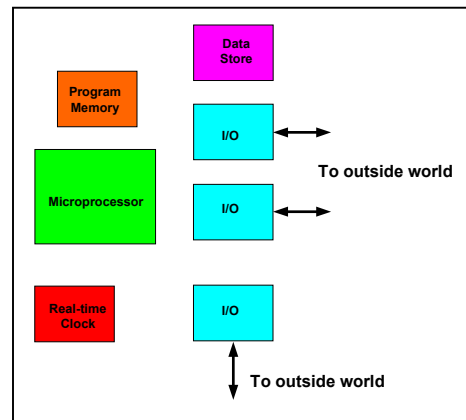 Data
Store
Program
Memory
I/O
To outside world
Microprocessor
I/O
Real-time
Clock
I/O
To outside world